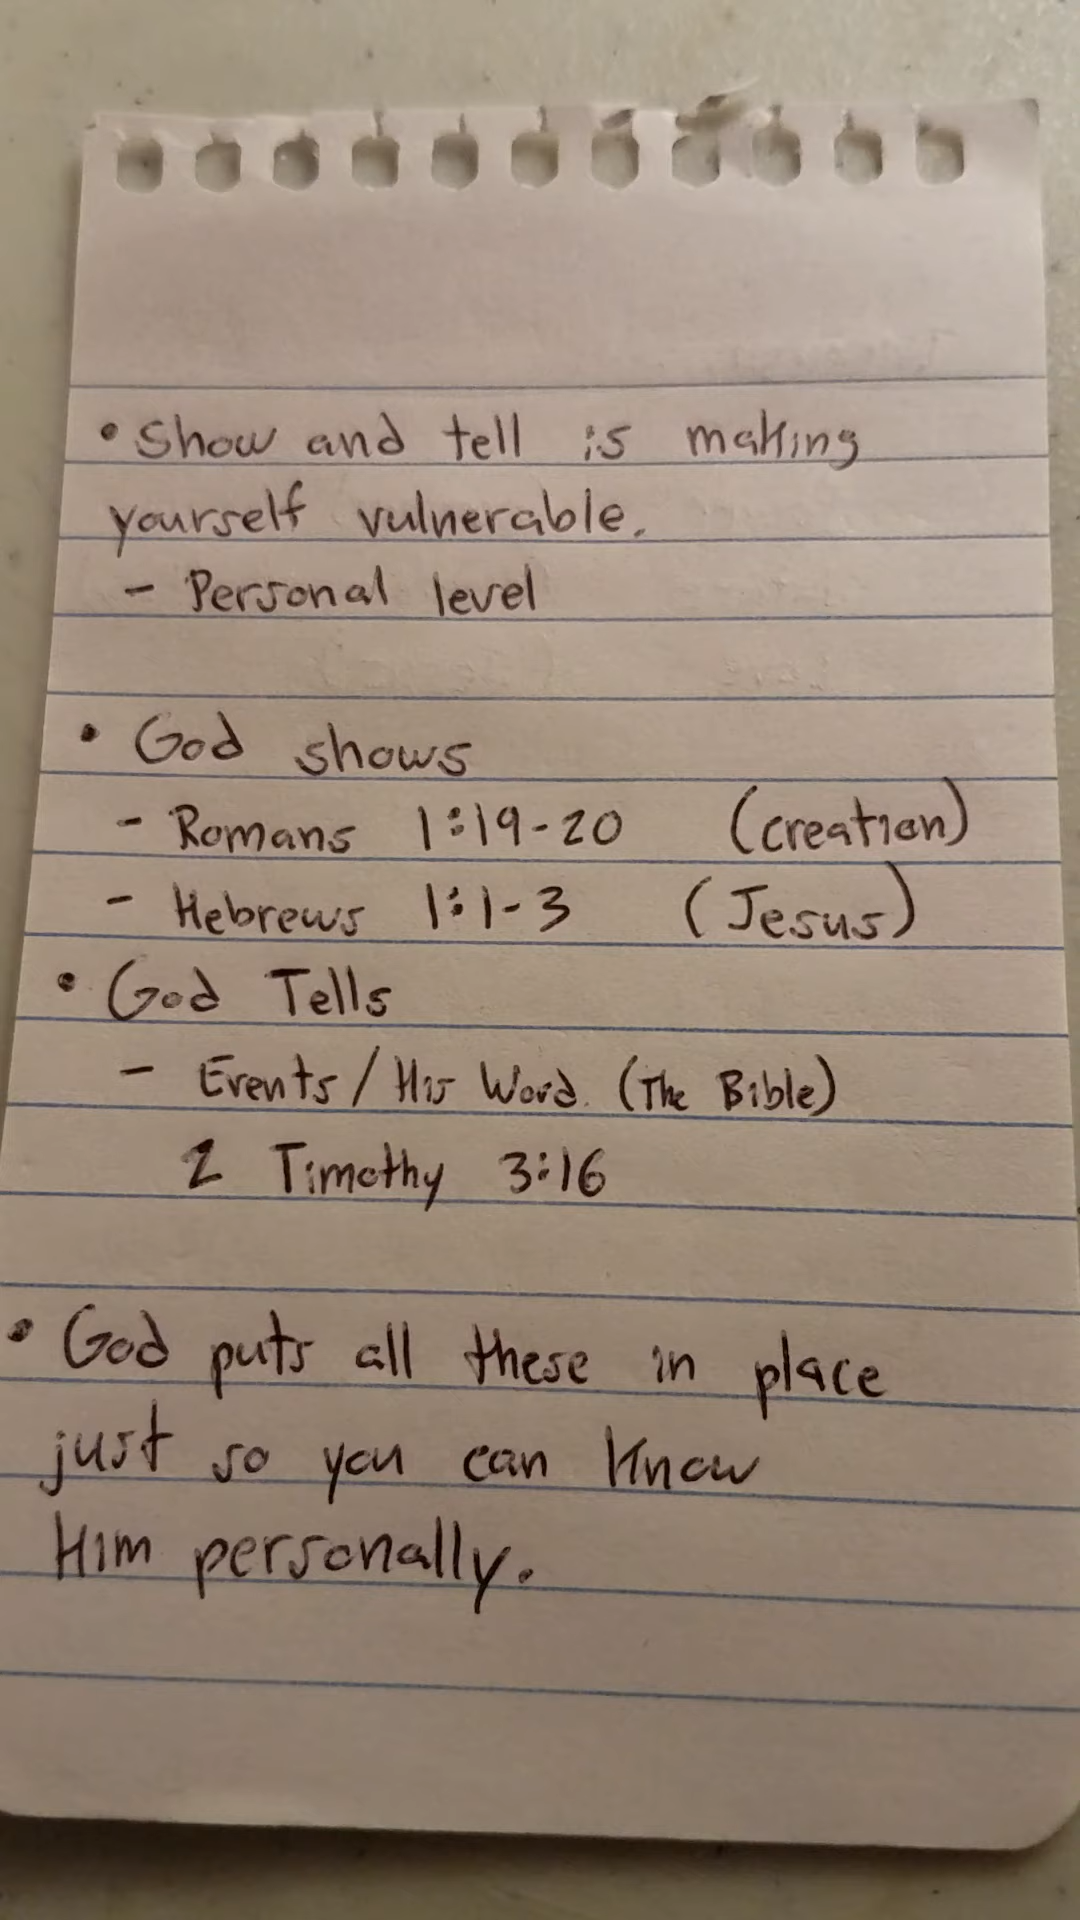 • Show and tell is making
yourself vulnerable.
- Personal level
• God shows
- Romans 1:19-20 (creation)
- Hebrews 1:1-3 (Jesus)
• God Tells
- Events / His Word. (The Bible)
2 Timothy 3:16
• God puts all these in place
just so you can know
Him personally.